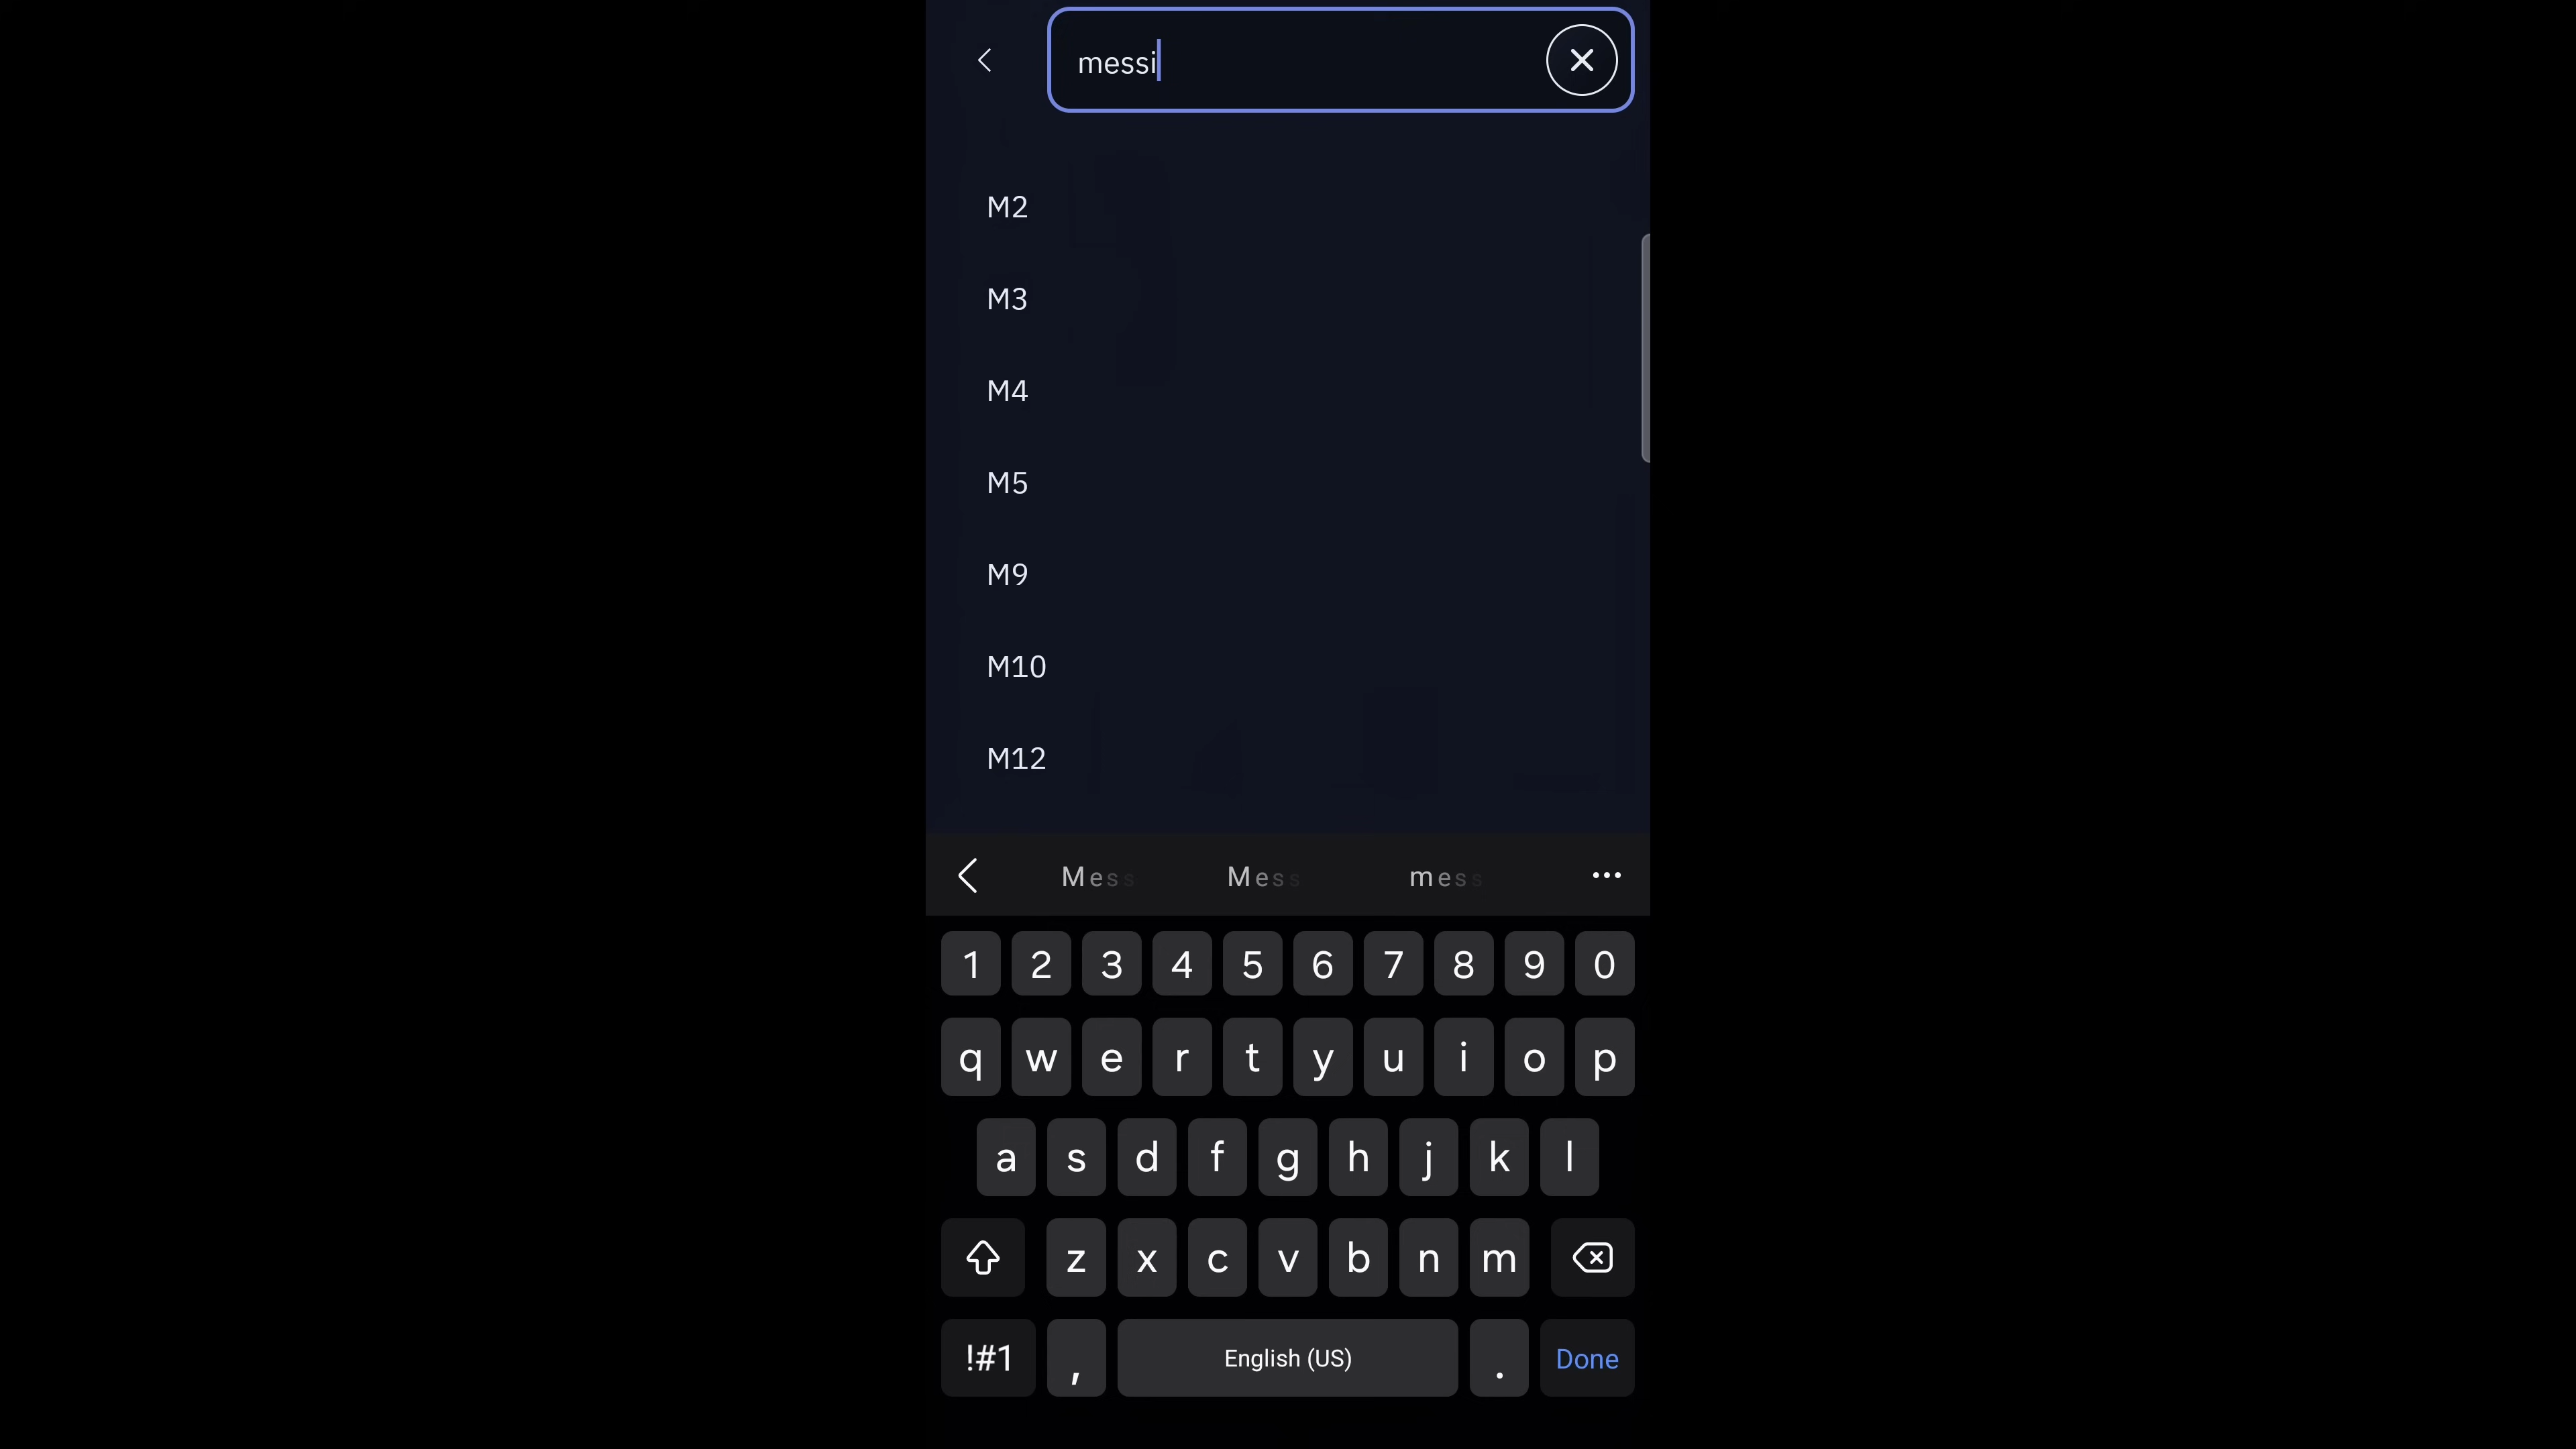 messi
M2
M3
M4
M5
M9
M10
M12
Mess Mess mess
1 2 3 4 5 6 7 8 9 0
q w e r t y u i o p
a s d f g h j k l
z x c v b n m
!#1 , English (US) . Done